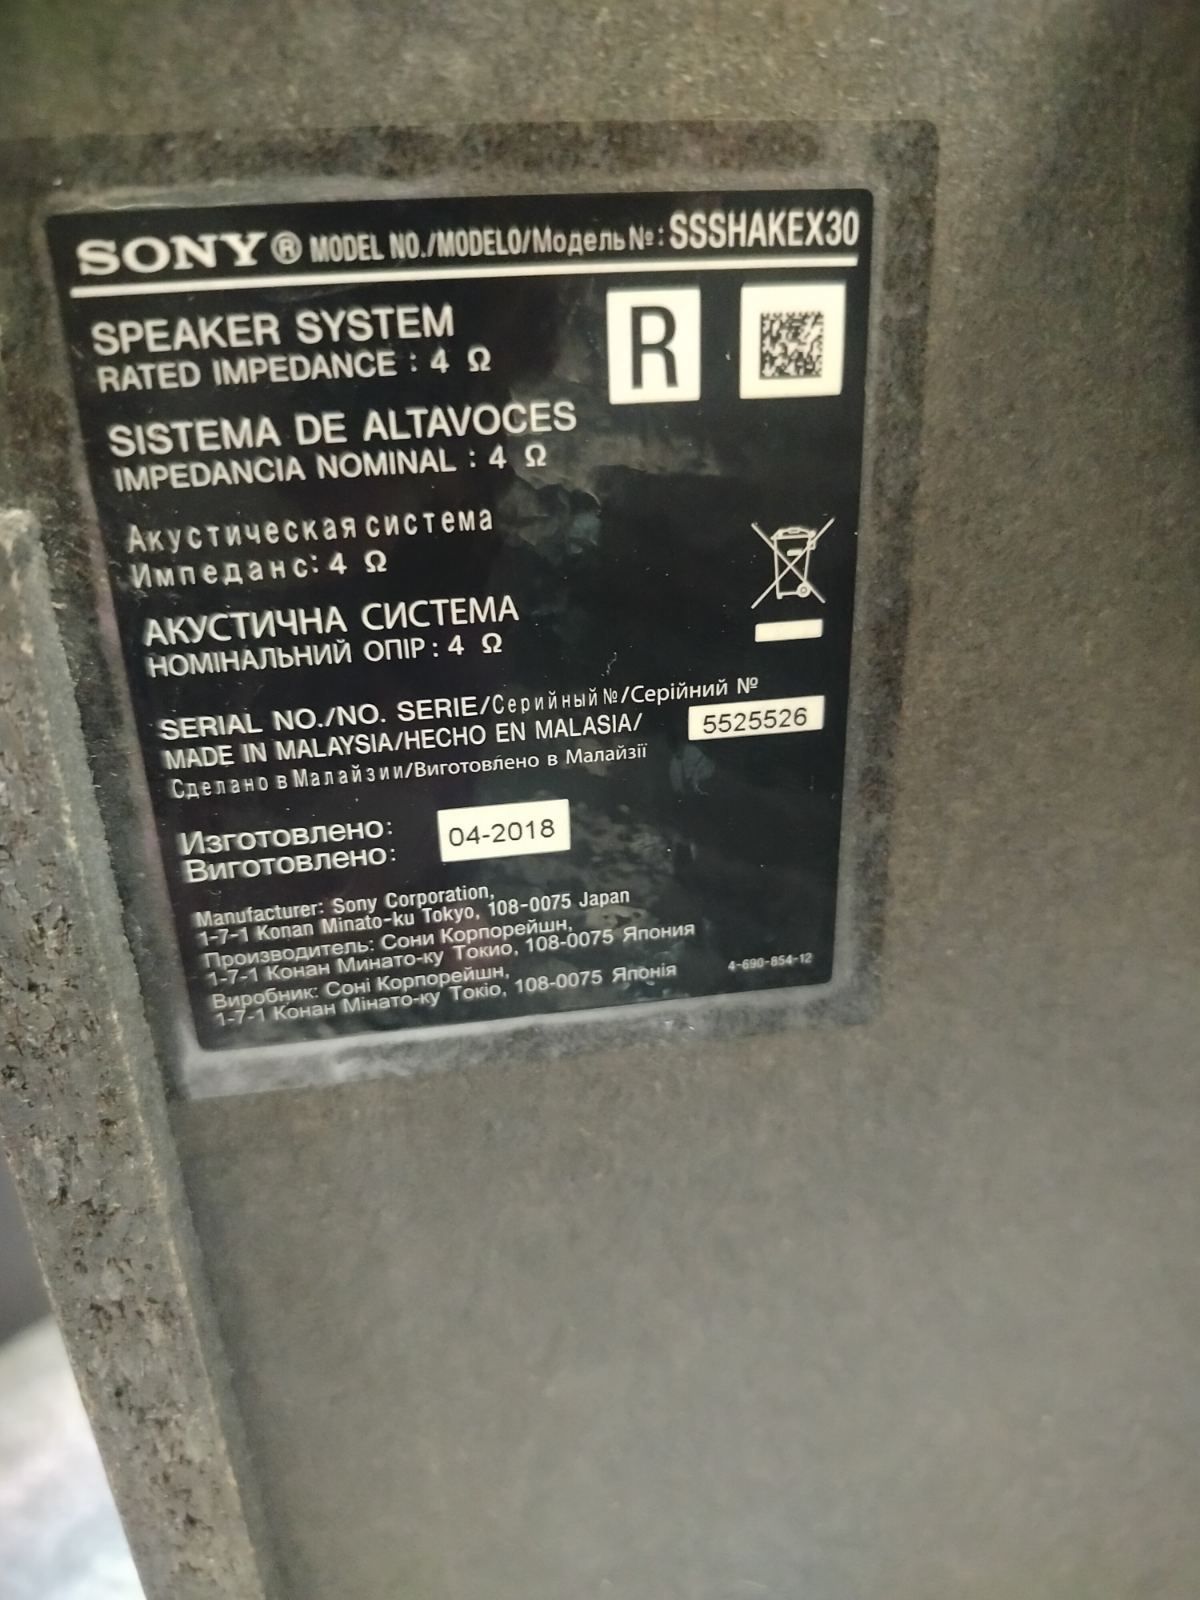 SONY® MODEL NO./MODELO/Модель №: SSSHAKEX30
SPEAKER SYSTEM
RATED IMPEDANCE : 4 Ω
R
SISTEMA DE ALTAVOCES
IMPEDANCIA NOMINAL : 4 Ω
Акустическая система
Импеданс: 4 Ω
АКУСТИЧНА СИСТЕМА
НОМІНАЛЬНИЙ ОПІР : 4 Ω
SERIAL NO./NO. SERIE/Серийный №/Серійний №
5525526
MADE IN MALAYSIA/HECHO EN MALASIA/
Сделано в Малайзии/Виготовлено в Малайзії
Изготовлено:
Виготовлено:
04-2018
Manufacturer: Sony Corporation,
1-7-1 Konan Minato-ku Tokyo, 108-0075 Japan
Производитель: Сони Корпорейшн,
1-7-1 Конан Минато-ку Токио, 108-0075 Япония
Виробник: Соні Корпорейшн,
1-7-1 Конан Мінато-ку Токіо, 108-0075 Японія
4-690-854-12